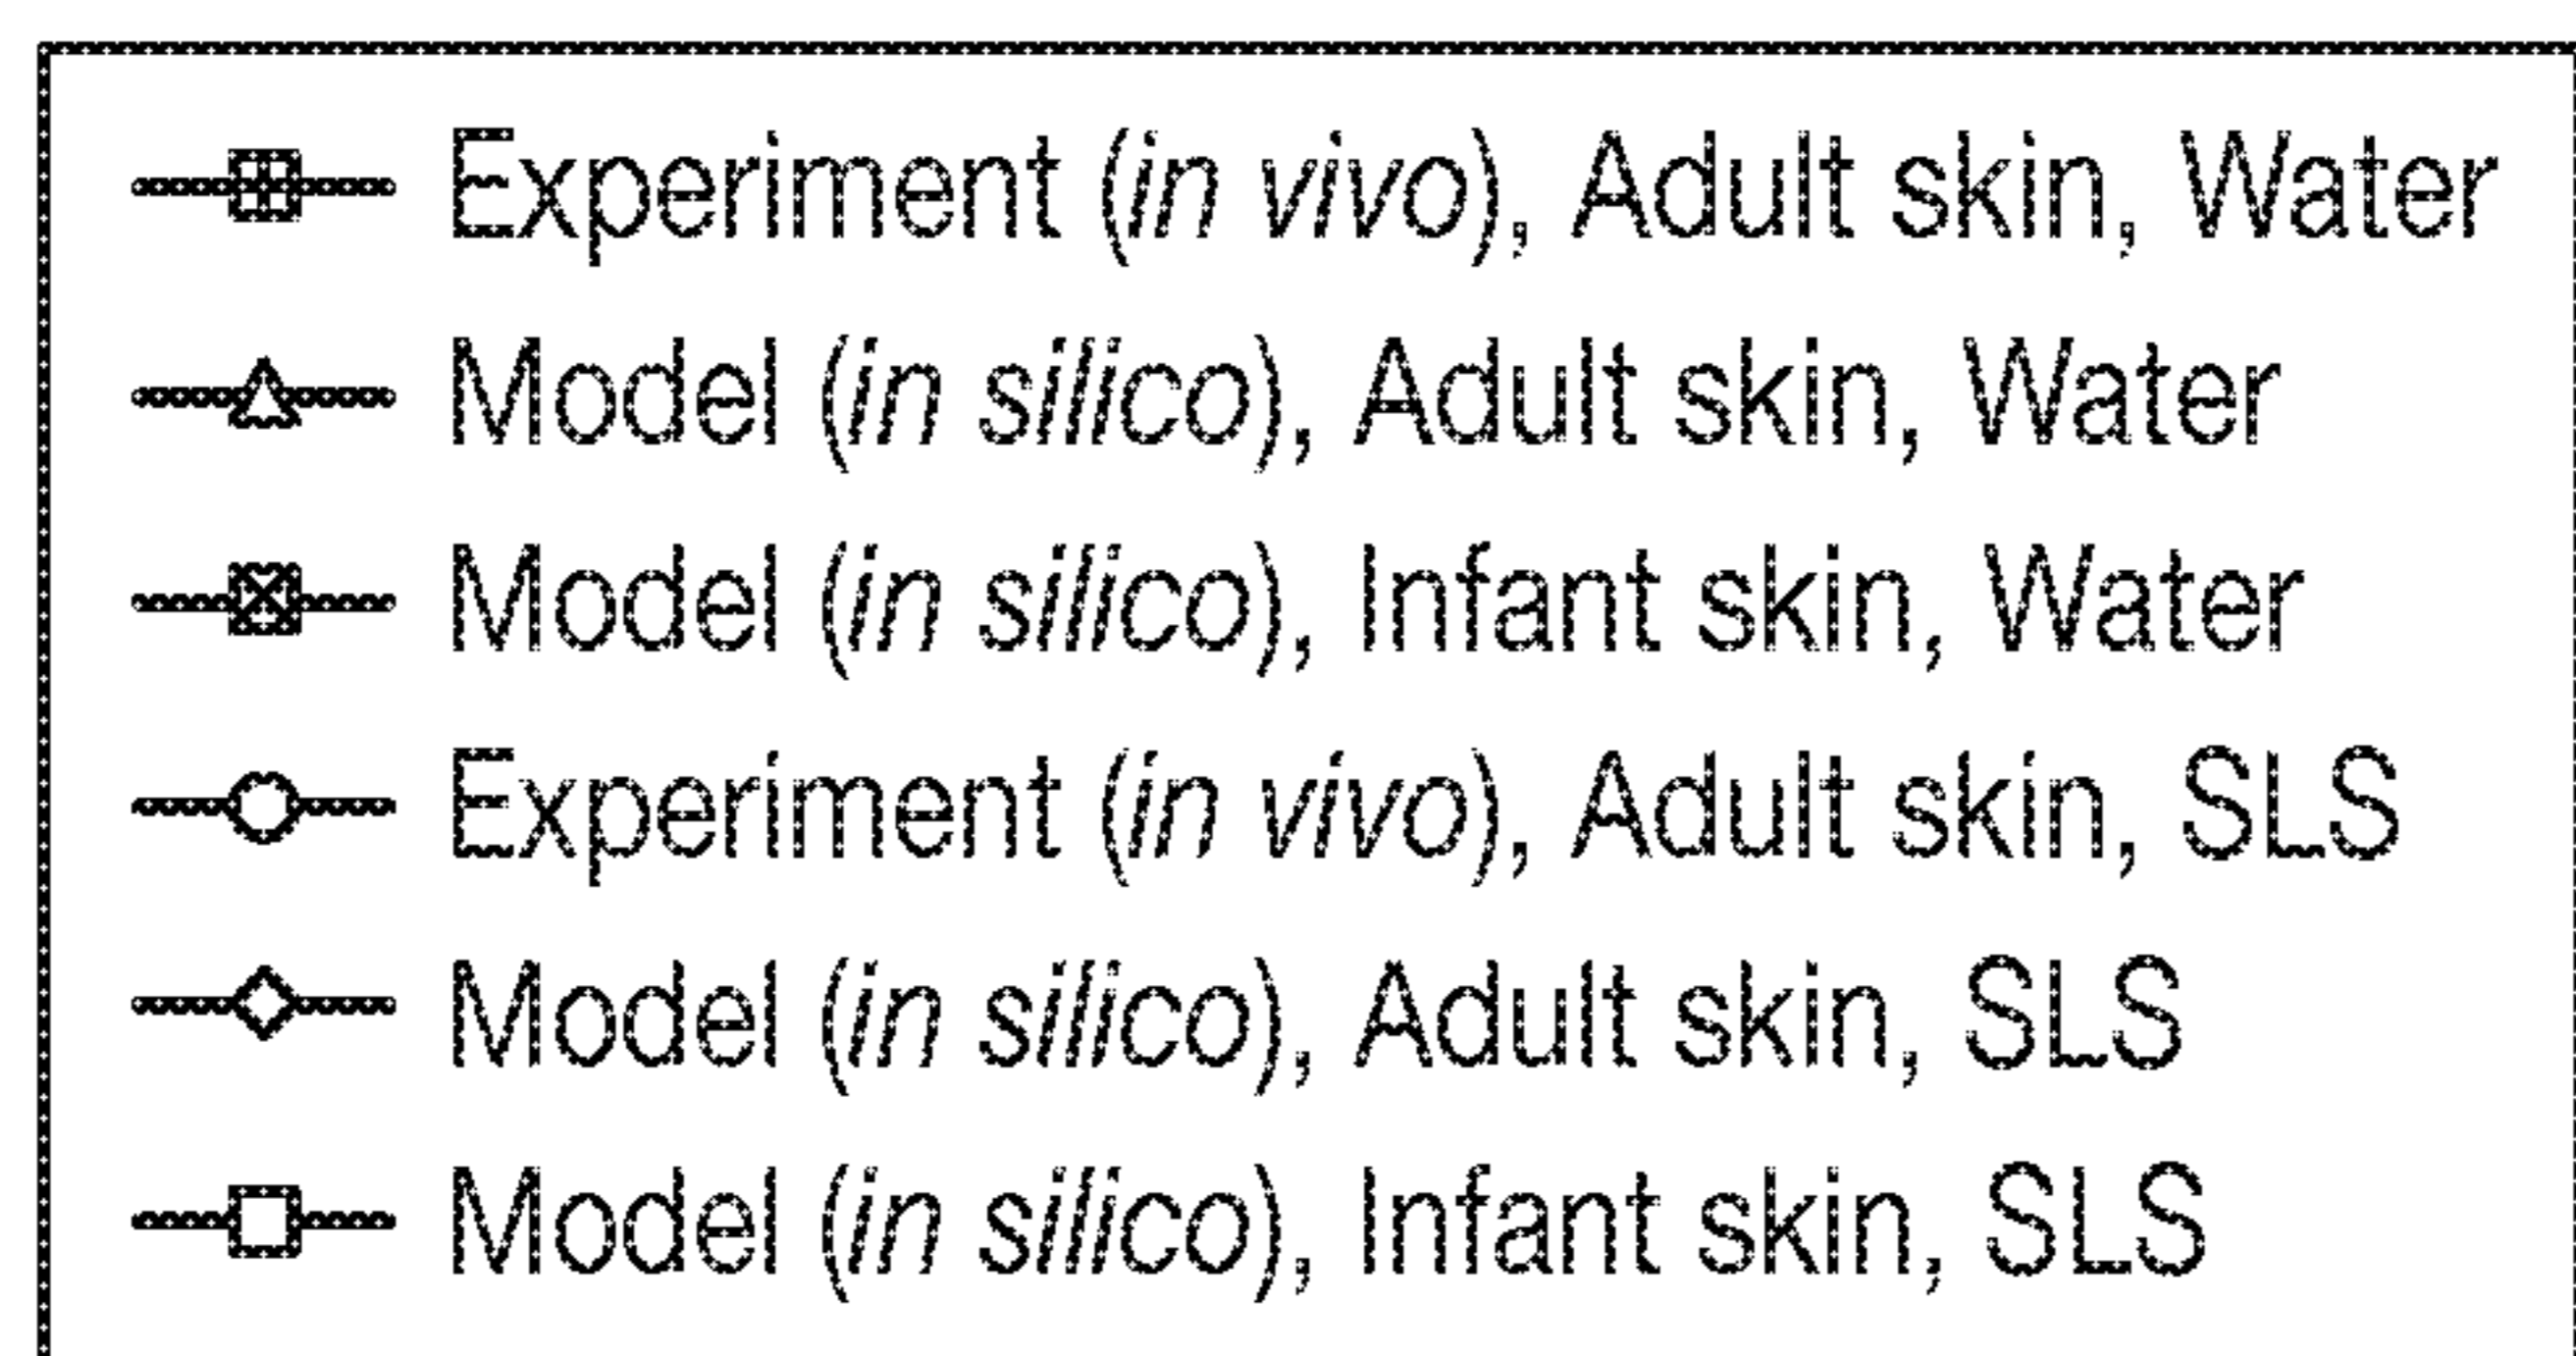 Experiment (in vivo), Adult skin, Water
Model (in silico), Adult skin, Water
Model (in silico), Infant skin, Water
Experiment (in vivo), Adult skin, SLS
Model (in silico), Adult skin, SLS
Model (in silico), Infant skin, SLS